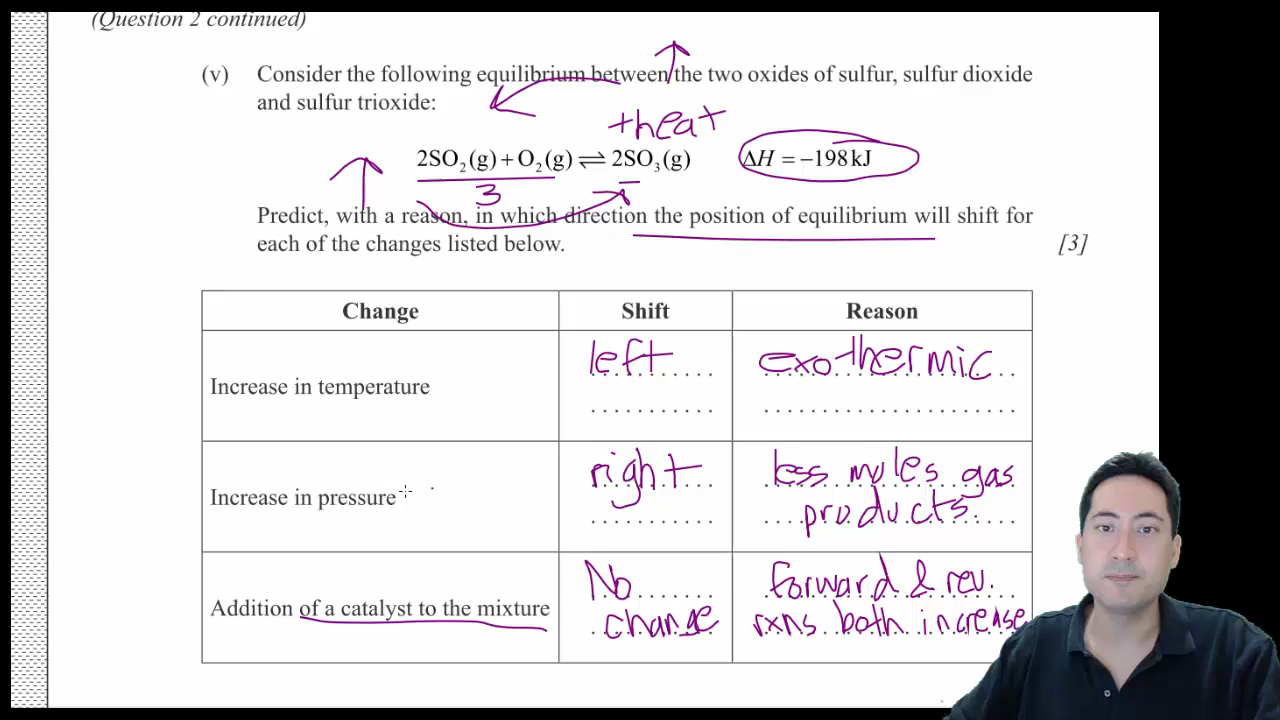 (Question 2 continued)
(v) Consider the following equilibrium between the two oxides of sulfur, sulfur dioxide
and sulfur trioxide:
+heat
2SO₂(g) + O₂(g) ⇌ 2SO₃(g) ΔH = −198 kJ
3
Predict, with a reason, in which direction the position of equilibrium will shift for
each of the changes listed below. [3]
Change Shift Reason
Increase in temperature left exothermic
Increase in pressure right less moles gas
products
Addition of a catalyst to the mixture No forward & rev.
change rxns both increase